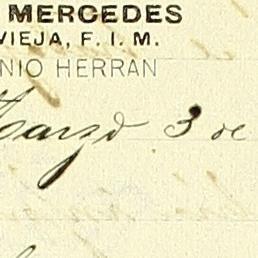 MERCEDES
VIEJA, F. I. M.
NIO HERRAN
Marzo 3 de